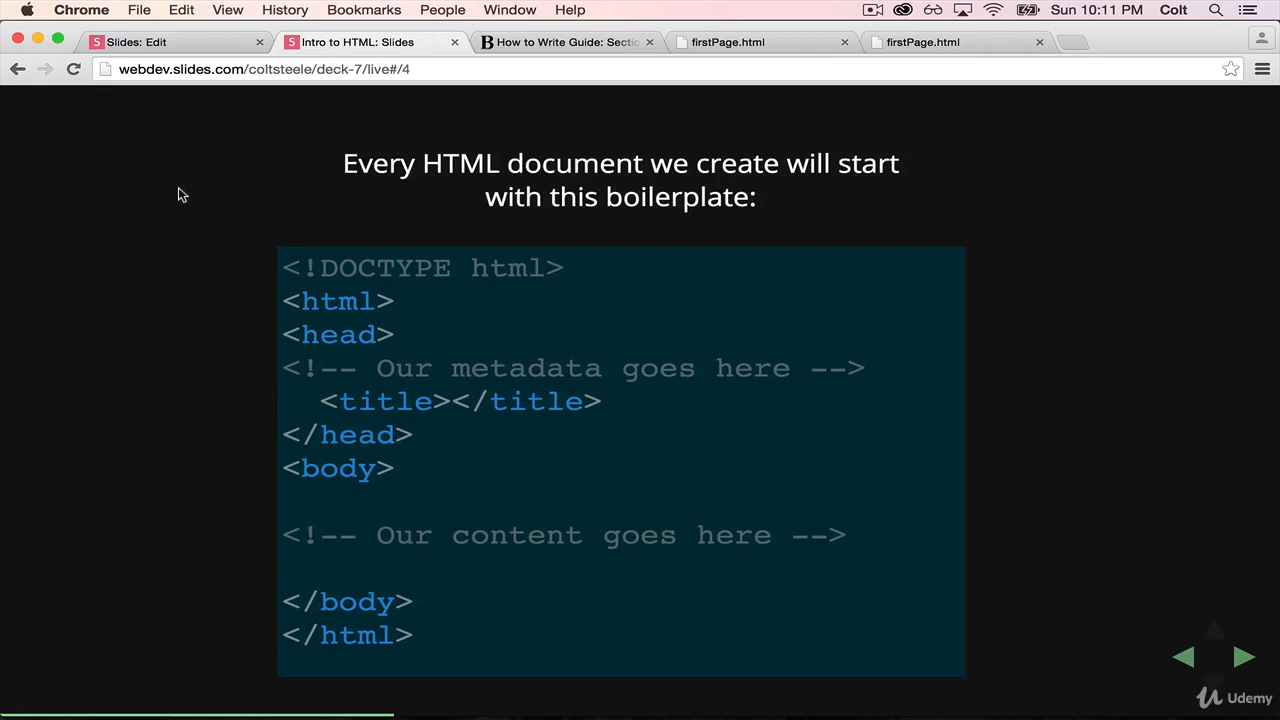 Chrome File Edit View History Bookmarks People Window Help Sun 10:11 PM Colt
S Slides: Edit S Intro to HTML: Slides B How to Write Guide: Sectio firstPage.html firstPage.html
webdev.slides.com/coltsteele/deck-7/live#/4
Every HTML document we create will start
with this boilerplate:
<!DOCTYPE html>
<html>
<head>
<!-- Our metadata goes here -->
<title></title>
</head>
<body>
<!-- Our content goes here -->
</body>
</html>
Udemy